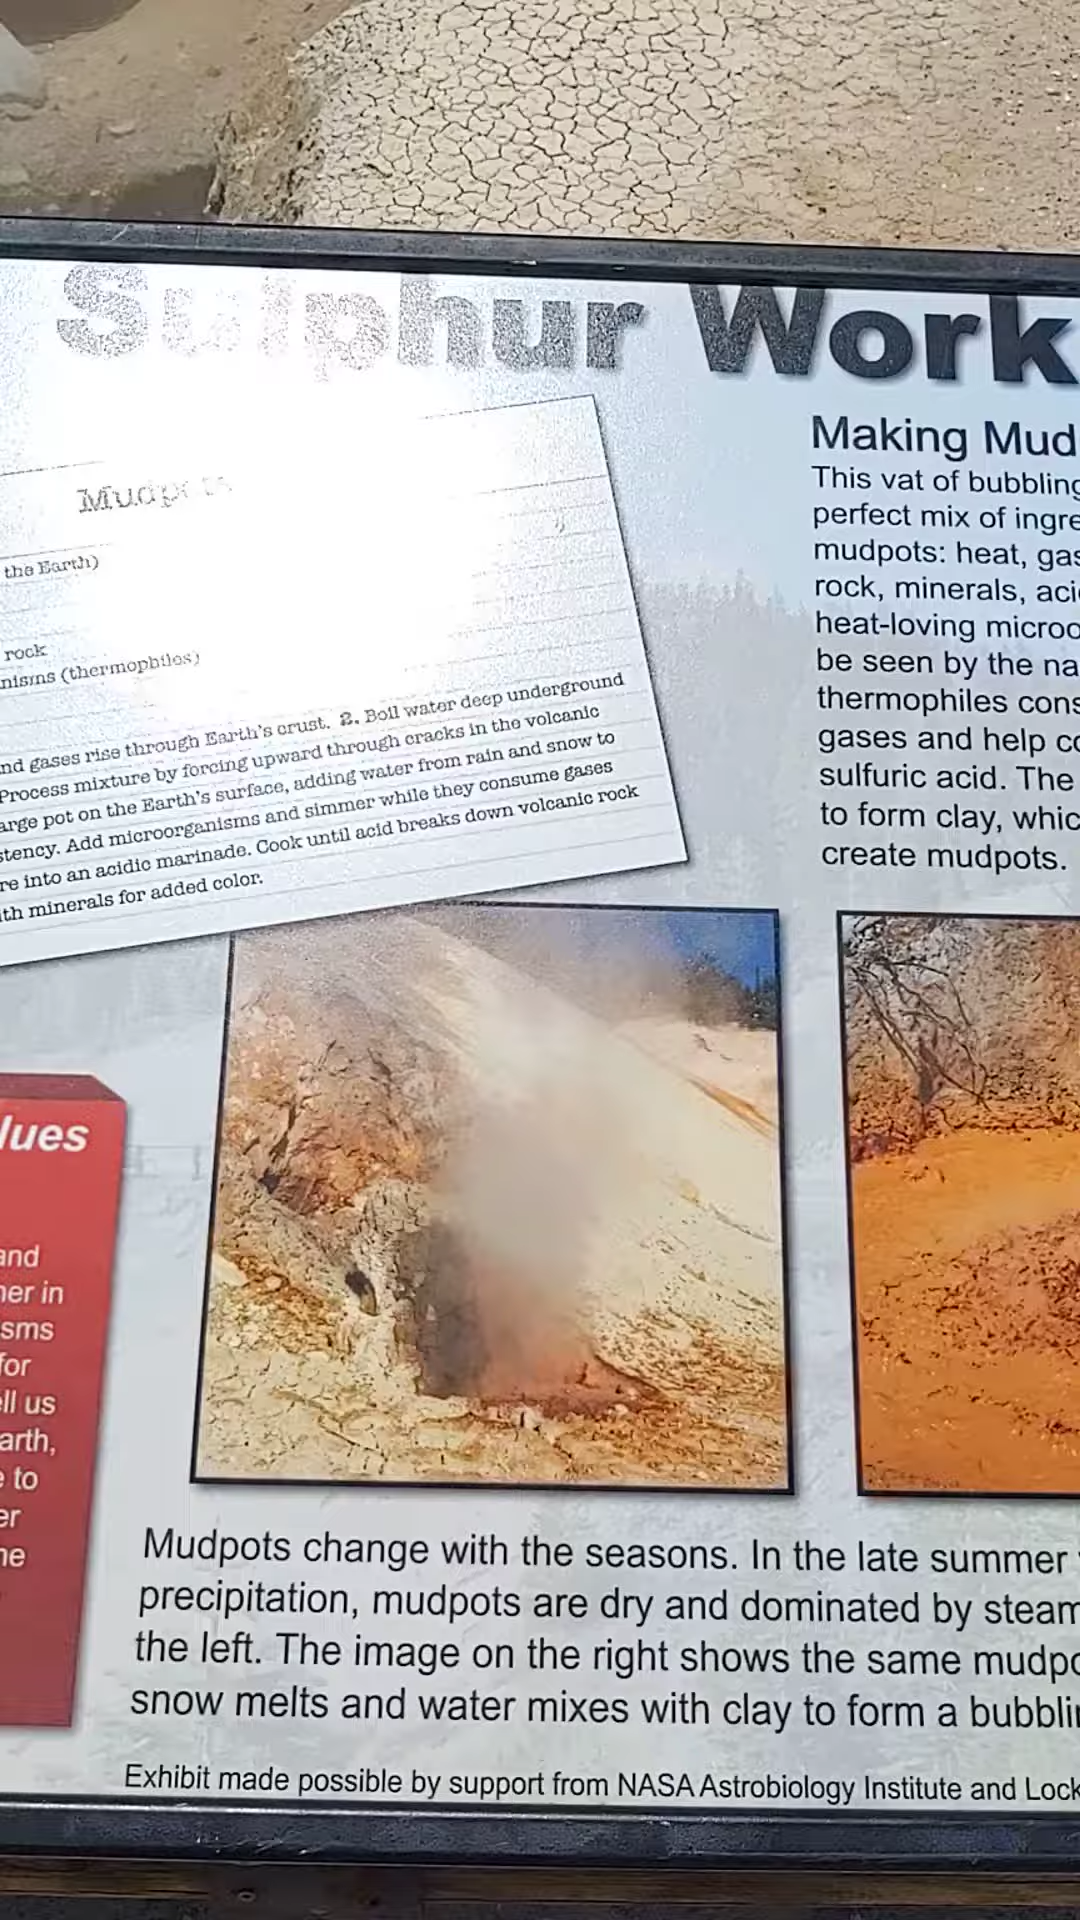 Sulphur Work
Mudpots
the Earth)
rock
nisms (thermophiles)
nd gases rise through Earth's crust. 2. Boil water deep underground
Process mixture by forcing upward through cracks in the volcanic
arge pot on the Earth's surface, adding water from rain and snow to
stency. Add microorganisms and simmer while they consume gases
re into an acidic marinade. Cook until acid breaks down volcanic rock
ith minerals for added color.
Making Mud
This vat of bubbling
perfect mix of ingre
mudpots: heat, gas
rock, minerals, aci
heat-loving microo
be seen by the na
thermophiles cons
gases and help co
sulfuric acid. The
to form clay, whic
create mudpots.
lues
and
her in
sms
for
ell us
arth,
e to
er
he
Mudpots change with the seasons. In the late summer
precipitation, mudpots are dry and dominated by steam
the left. The image on the right shows the same mudpo
snow melts and water mixes with clay to form a bubblin
Exhibit made possible by support from NASA Astrobiology Institute and Lock